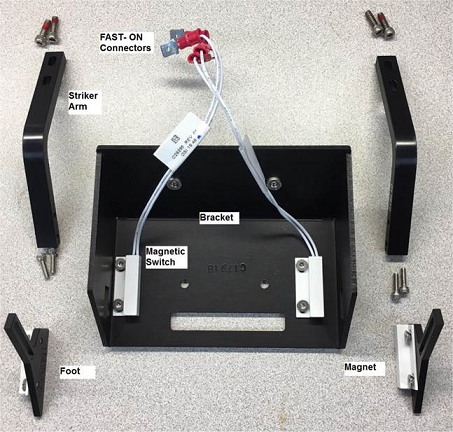 FAST- ON
Connectors
Striker
Arm
Bracket
Magnetic
Switch
Foot
Magnet